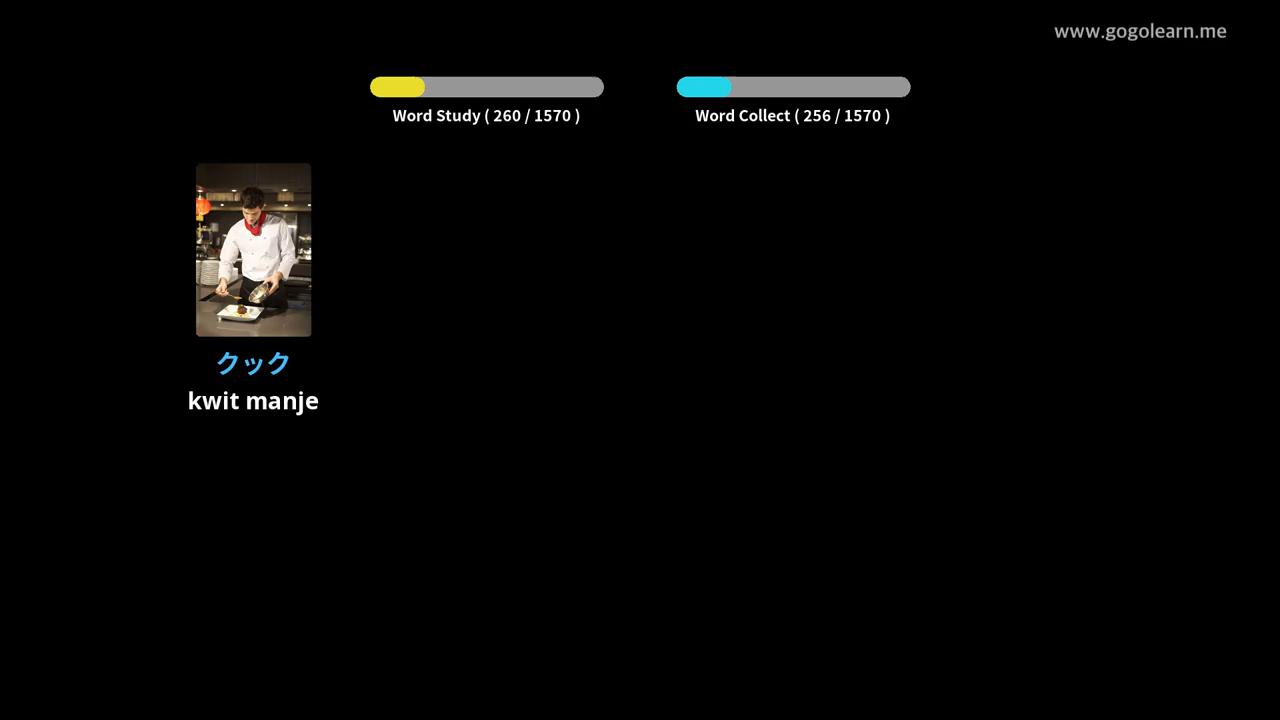 www.gogolearn.me
Word Study ( 260 / 1570 )
Word Collect ( 256 / 1570 )
クック
kwit manje